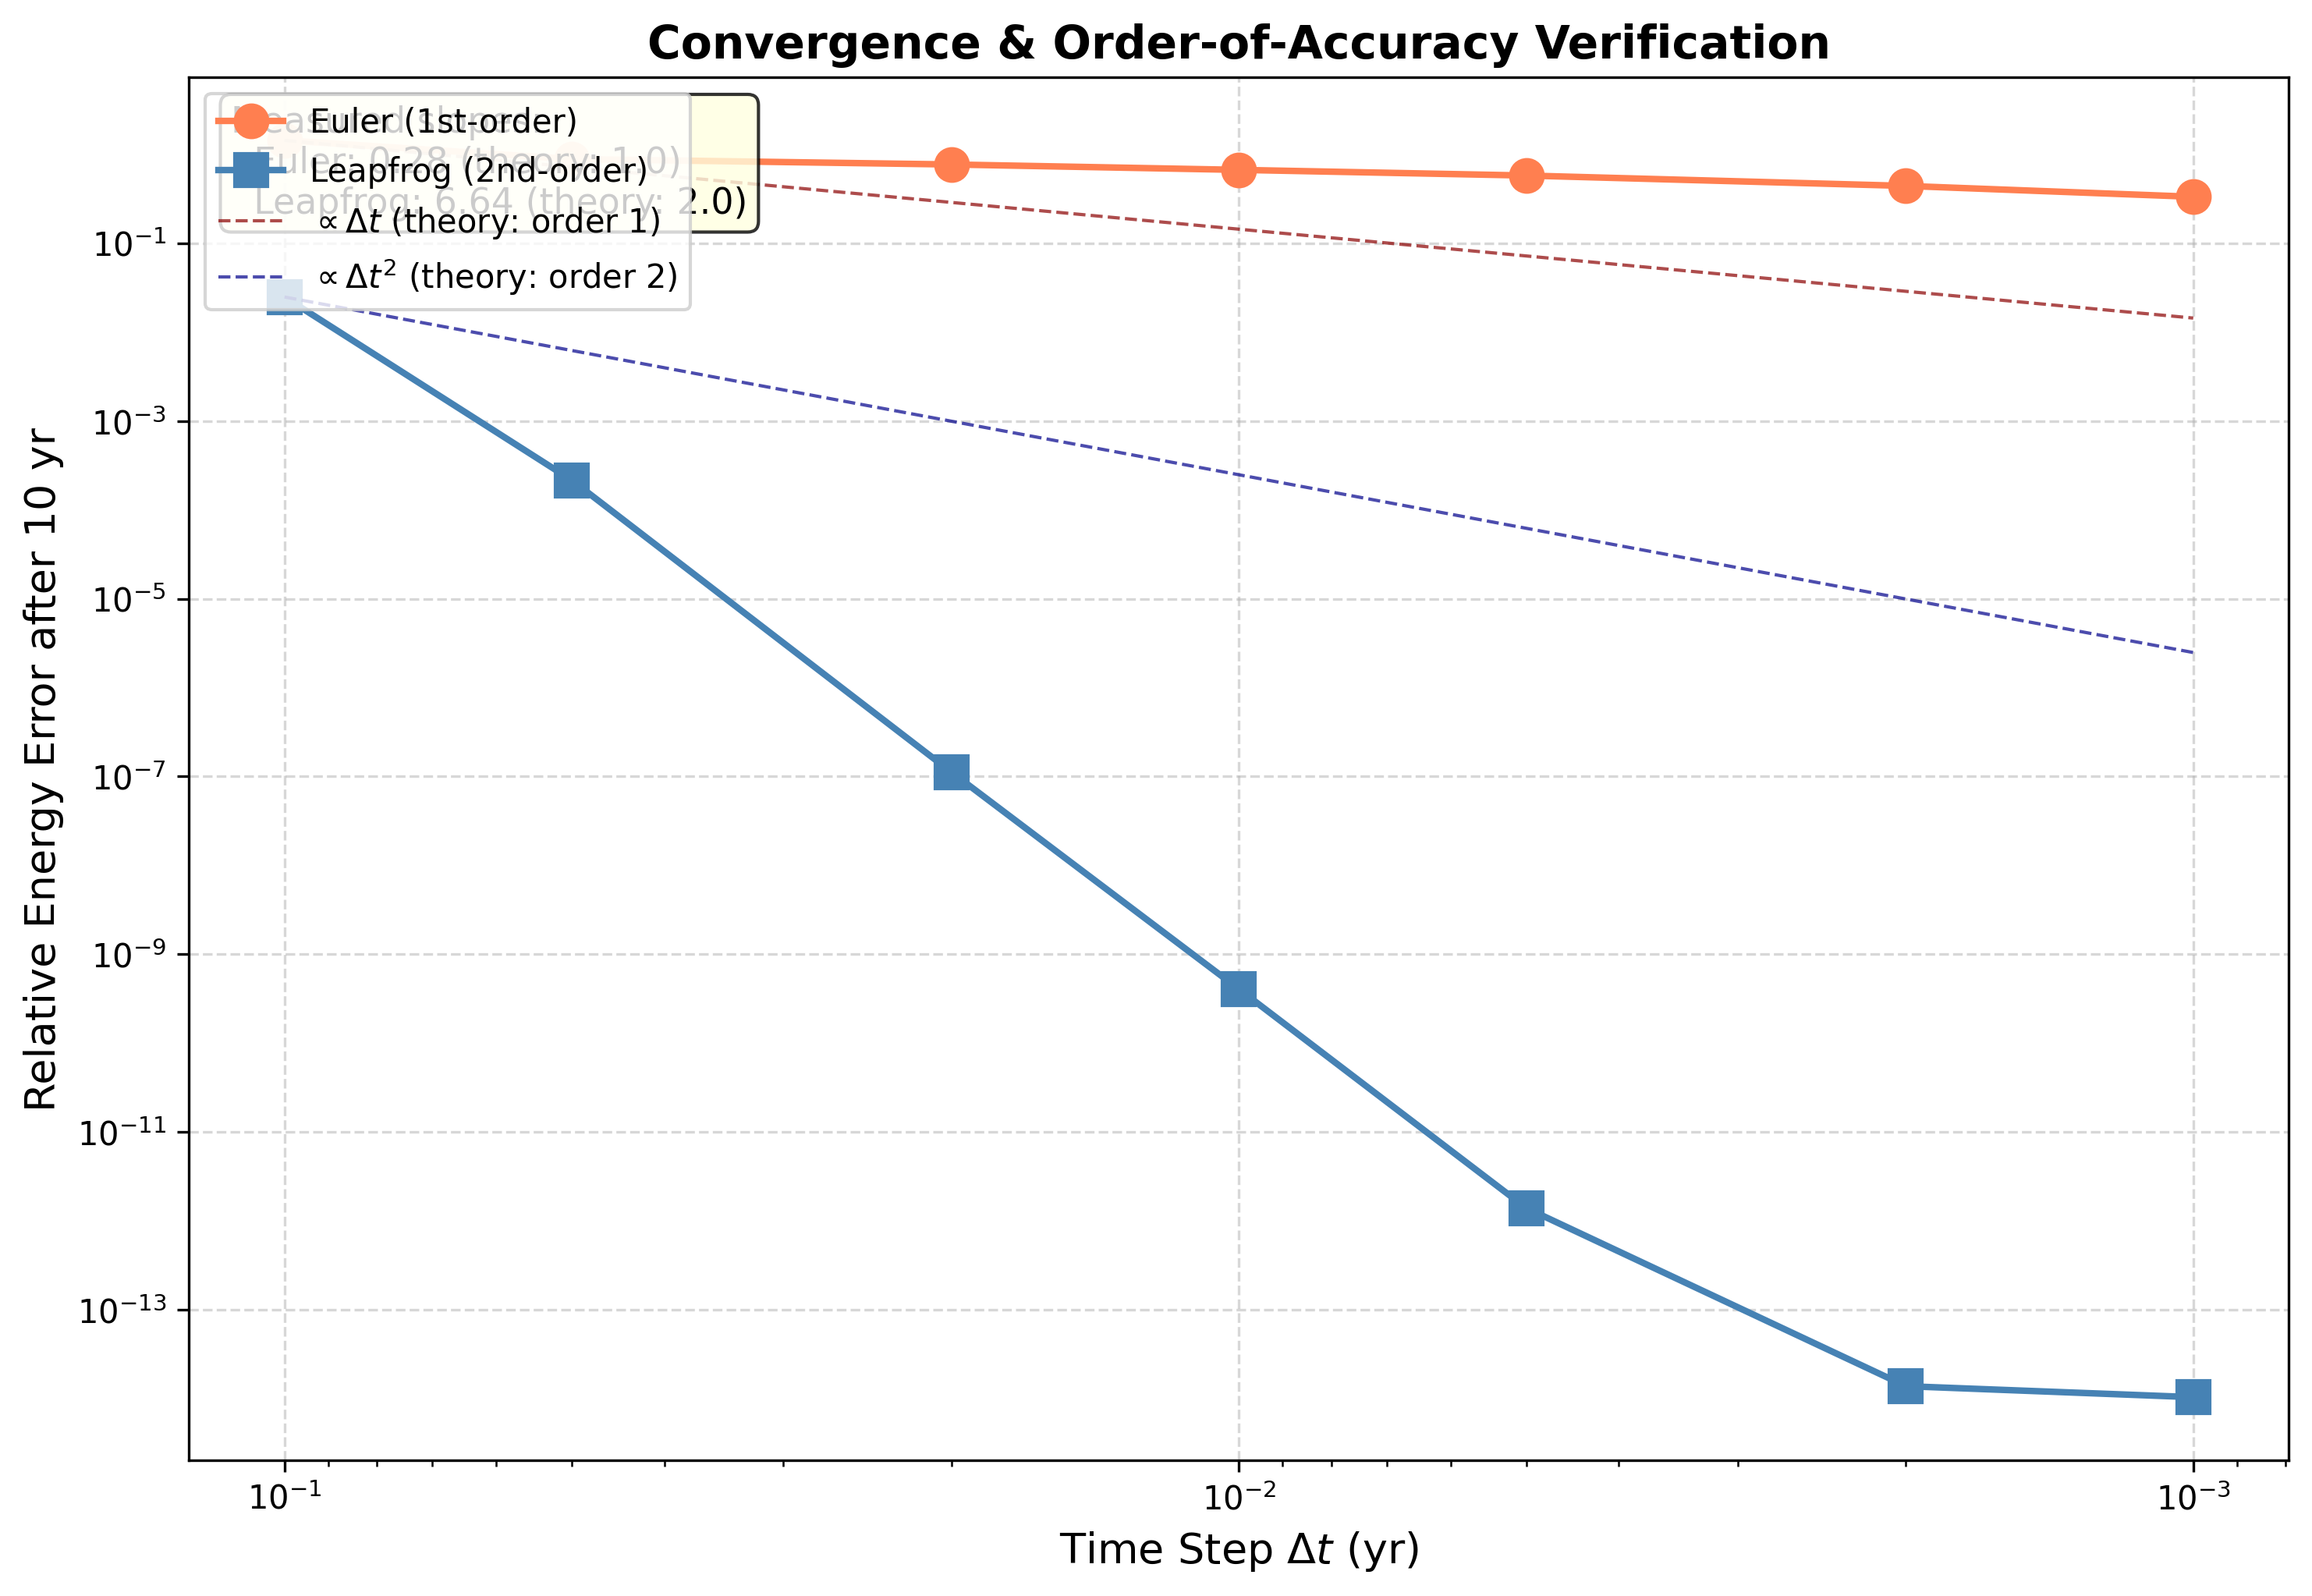 Convergence & Order-of-Accuracy Verification
Measured slopes:
Euler: 0.28 (theory: 1.0)
Leapfrog: 6.64 (theory: 2.0)
Euler (1st-order)
Leapfrog (2nd-order)
∝ Δt (theory: order 1)
∝ Δt² (theory: order 2)
Relative Energy Error after 10 yr
10⁻¹
10⁻³
10⁻⁵
10⁻⁷
10⁻⁹
10⁻¹¹
10⁻¹³
10⁻¹
10⁻²
10⁻³
Time Step Δt (yr)